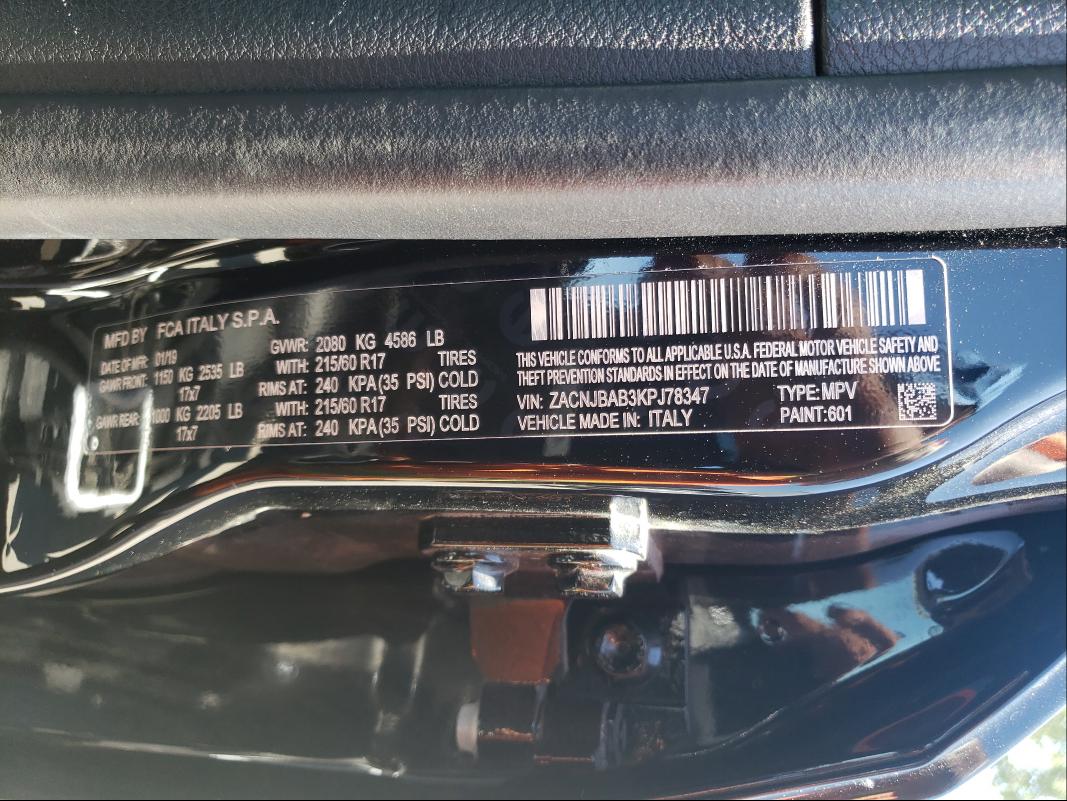 MFD BY FCA ITALY S.P.A.
DATE OF MFR: 01/19 GVWR: 2080 KG 4586 LB
GAWR FRONT: 1150 KG 2535 LB WITH: 215/60 R17 TIRES
17x7 RIMS AT: 240 KPA (35 PSI) COLD
GAWR REAR: 1000 KG 2205 LB WITH: 215/60 R17 TIRES
17x7 RIMS AT: 240 KPA (35 PSI) COLD
THIS VEHICLE CONFORMS TO ALL APPLICABLE U.S.A. FEDERAL MOTOR VEHICLE SAFETY AND
THEFT PREVENTION STANDARDS IN EFFECT ON THE DATE OF MANUFACTURE SHOWN ABOVE
VIN: ZACNJBAB3KPJ78347 TYPE: MPV
VEHICLE MADE IN: ITALY PAINT: 601